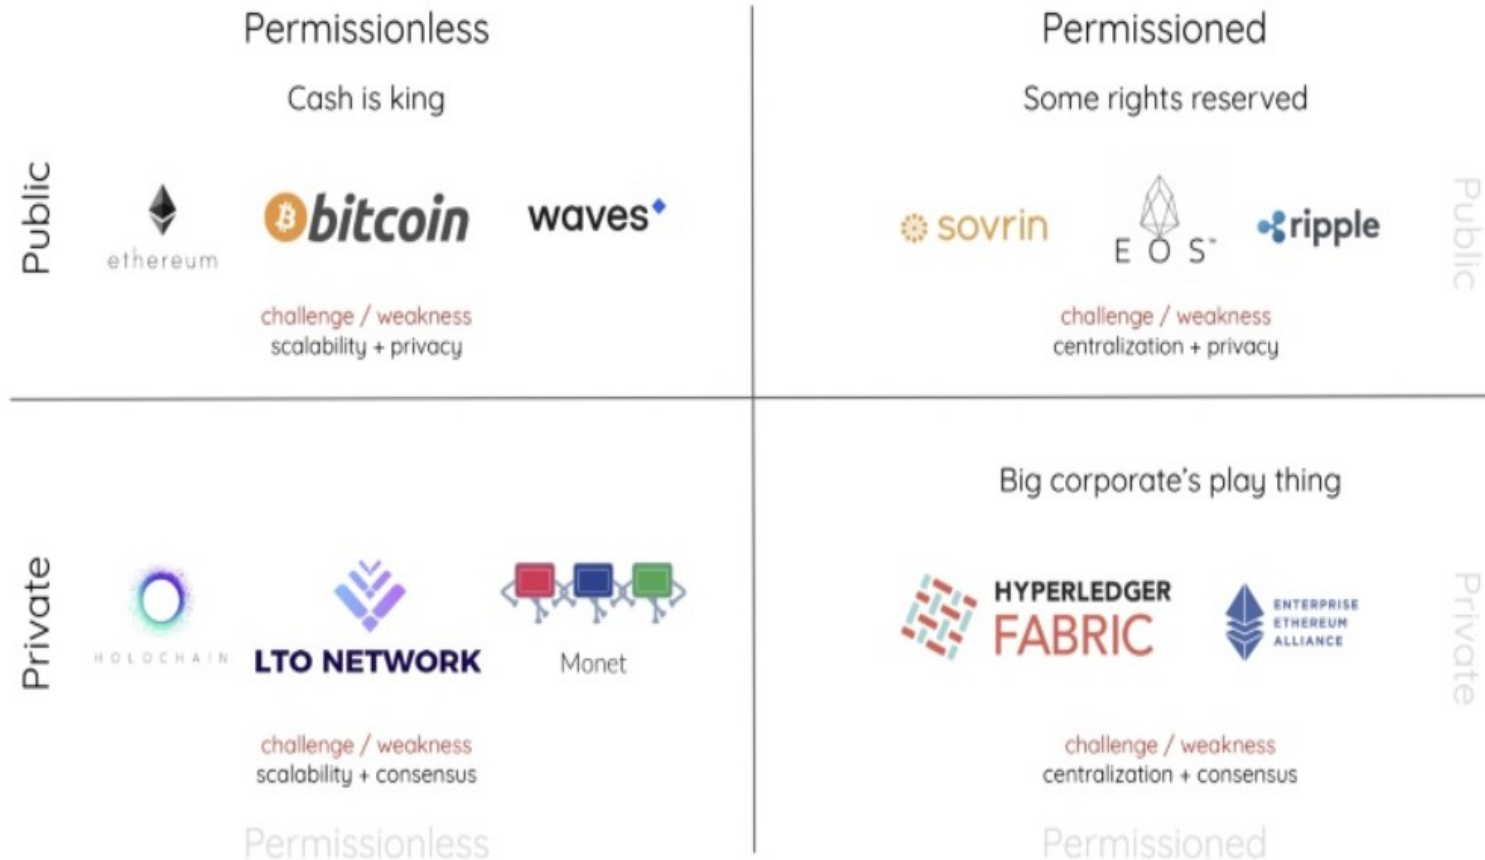 Permissionless
Permissioned
Cash is king
Some rights reserved
Public
ethereum
bitcoin
waves
sovrin
E O S™
ripple
Public
challenge / weakness
scalability + privacy
challenge / weakness
centralization + privacy
Big corporate's play thing
Private
HOLOCHAIN
LTO NETWORK
Monet
HYPERLEDGER
FABRIC
ENTERPRISE
ETHEREUM
ALLIANCE
Private
challenge / weakness
scalability + consensus
challenge / weakness
centralization + consensus
Permissionless
Permissioned